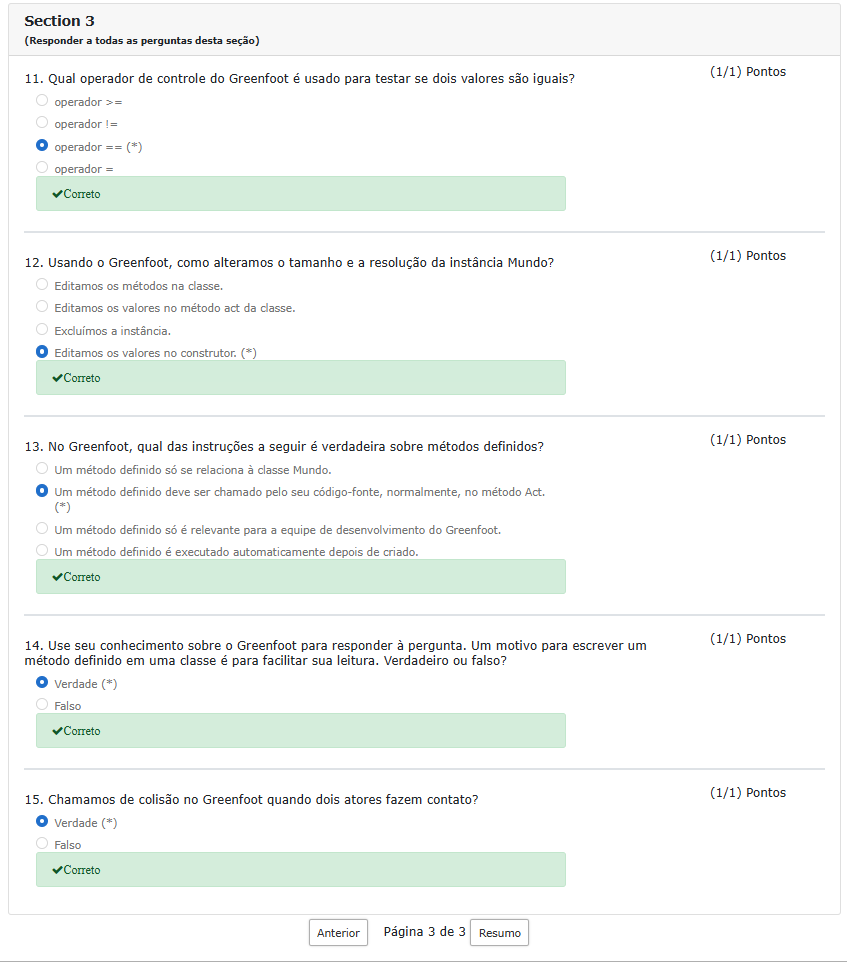 Section 3
(Responder a todas as perguntas desta seção)
11. Qual operador de controle do Greenfoot é usado para testar se dois valores são iguais?
(1/1) Pontos
operador >=
operador !=
operador == (*)
operador =
✔Correto
12. Usando o Greenfoot, como alteramos o tamanho e a resolução da instância Mundo?
(1/1) Pontos
Editamos os métodos na classe.
Editamos os valores no método act da classe.
Excluímos a instância.
Editamos os valores no construtor. (*)
✔Correto
13. No Greenfoot, qual das instruções a seguir é verdadeira sobre métodos definidos?
(1/1) Pontos
Um método definido só se relaciona à classe Mundo.
Um método definido deve ser chamado pelo seu código-fonte, normalmente, no método Act.
(*)
Um método definido só é relevante para a equipe de desenvolvimento do Greenfoot.
Um método definido é executado automaticamente depois de criado.
✔Correto
14. Use seu conhecimento sobre o Greenfoot para responder à pergunta. Um motivo para escrever um
método definido em uma classe é para facilitar sua leitura. Verdadeiro ou falso?
(1/1) Pontos
Verdade (*)
Falso
✔Correto
15. Chamamos de colisão no Greenfoot quando dois atores fazem contato?
(1/1) Pontos
Verdade (*)
Falso
✔Correto
Anterior Página 3 de 3 Resumo